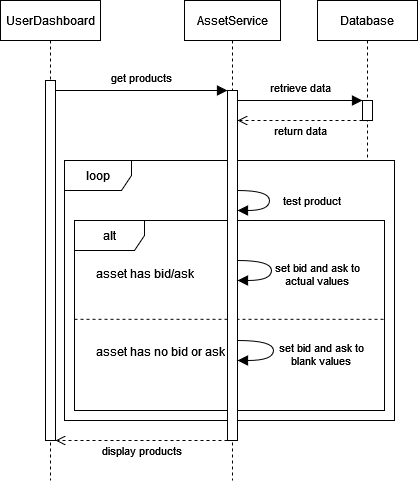 UserDashboard
AssetService
Database
get products
retrieve data
return data
loop
test product
alt
asset has bid/ask
set bid and ask to
actual values
asset has no bid or ask
set bid and ask to
blank values
display products